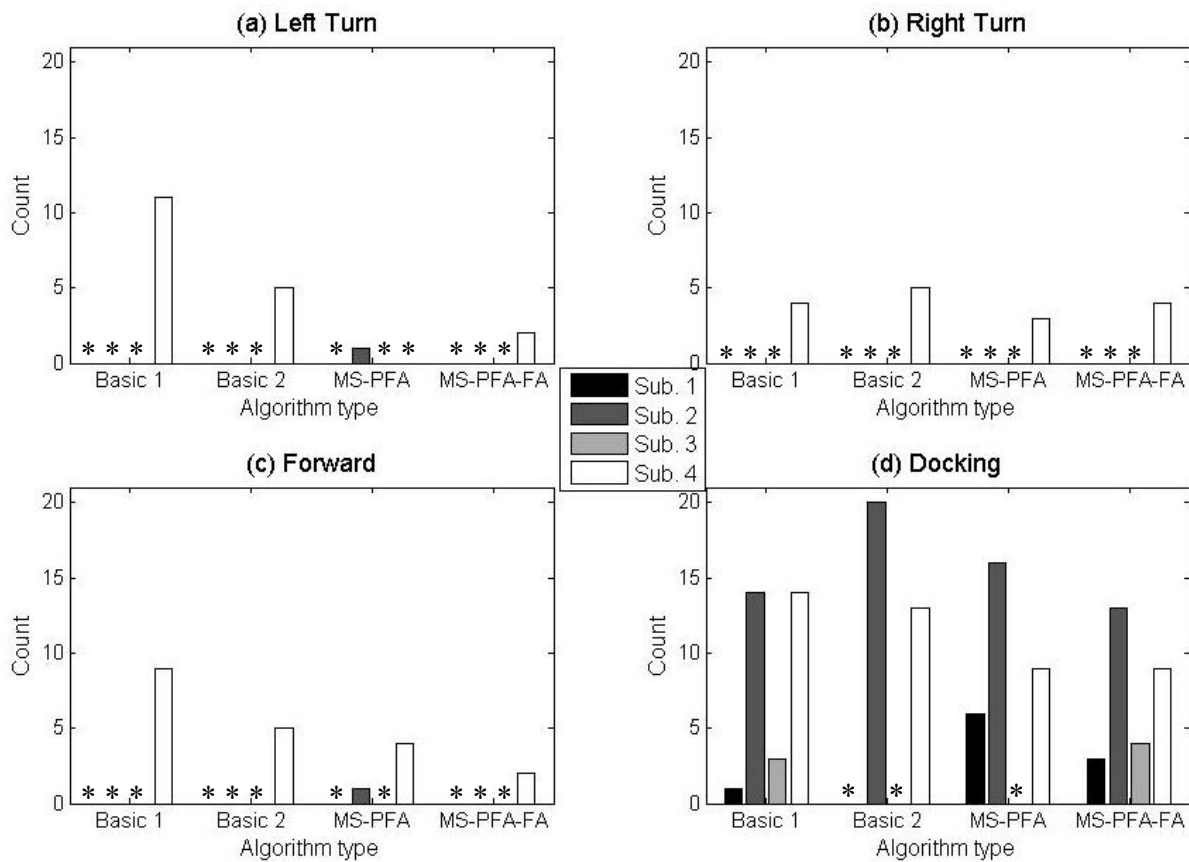 (a) Left Turn
20
15
10
5
0
Count
* * * * * * * * * * * *
Basic 1 Basic 2 MS-PFA MS-PFA-FA
Algorithm type
(b) Right Turn
20
15
10
5
0
Count
* * * * * * * * * * * *
Basic 1 Basic 2 MS-PFA MS-PFA-FA
Algorithm type
Sub. 1
Sub. 2
Sub. 3
Sub. 4
(c) Forward
20
15
10
5
0
Count
* * * * * * * * * * *
Basic 1 Basic 2 MS-PFA MS-PFA-FA
Algorithm type
(d) Docking
20
15
10
5
0
Count
* * *
Basic 1 Basic 2 MS-PFA MS-PFA-FA
Algorithm type